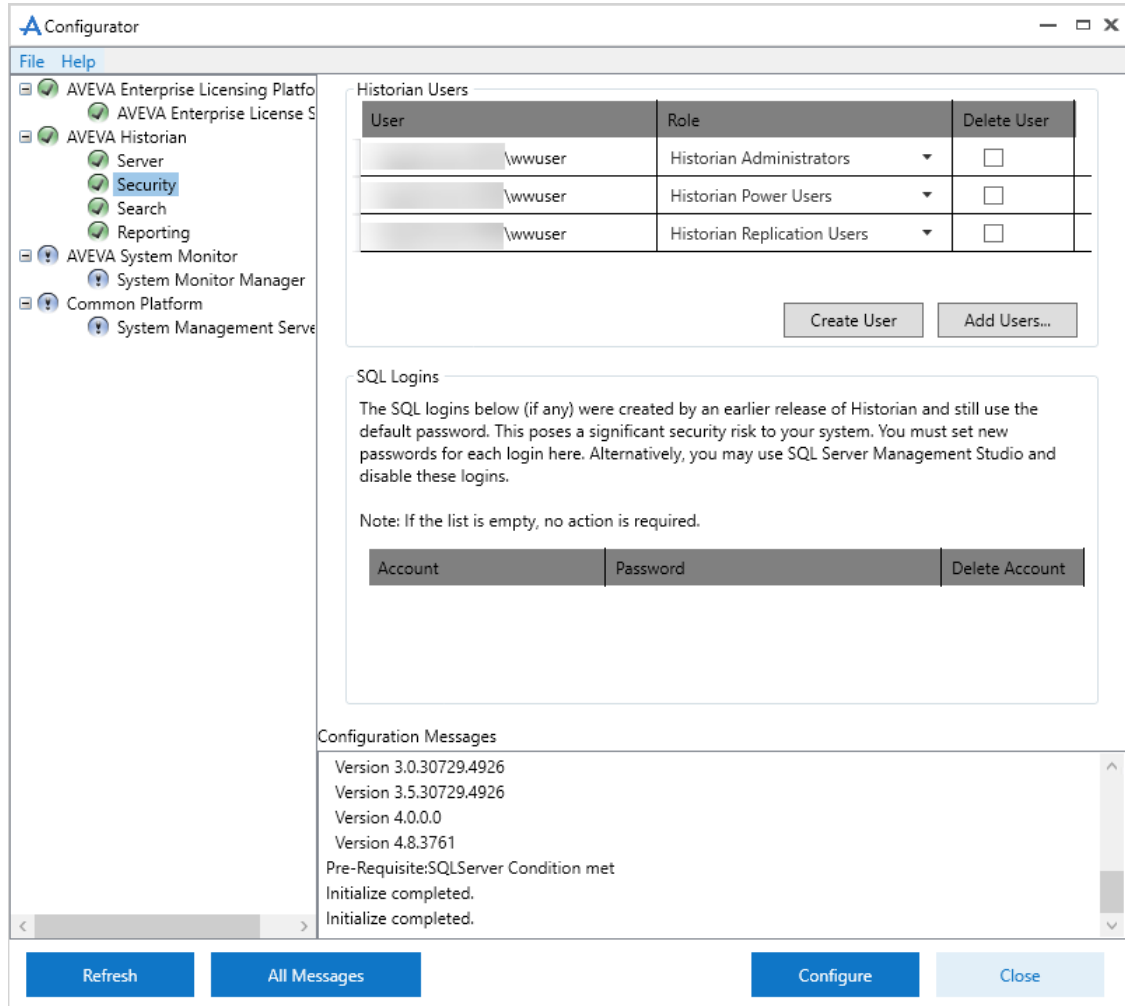 Configurator
File Help
AVEVA Enterprise Licensing Platfo
AVEVA Enterprise License S
AVEVA Historian
Server
Security
Search
Reporting
AVEVA System Monitor
System Monitor Manager
Common Platform
System Management Serve
Historian Users
User Role Delete User
\wwuser Historian Administrators
\wwuser Historian Power Users
\wwuser Historian Replication Users
Create User Add Users...
SQL Logins
The SQL logins below (if any) were created by an earlier release of Historian and still use the
default password. This poses a significant security risk to your system. You must set new
passwords for each login here. Alternatively, you may use SQL Server Management Studio and
disable these logins.
Note: If the list is empty, no action is required.
Account Password Delete Account
Configuration Messages
Version 3.0.30729.4926
Version 3.5.30729.4926
Version 4.0.0.0
Version 4.8.3761
Pre-Requisite:SQLServer Condition met
Initialize completed.
Initialize completed.
Refresh All Messages Configure Close